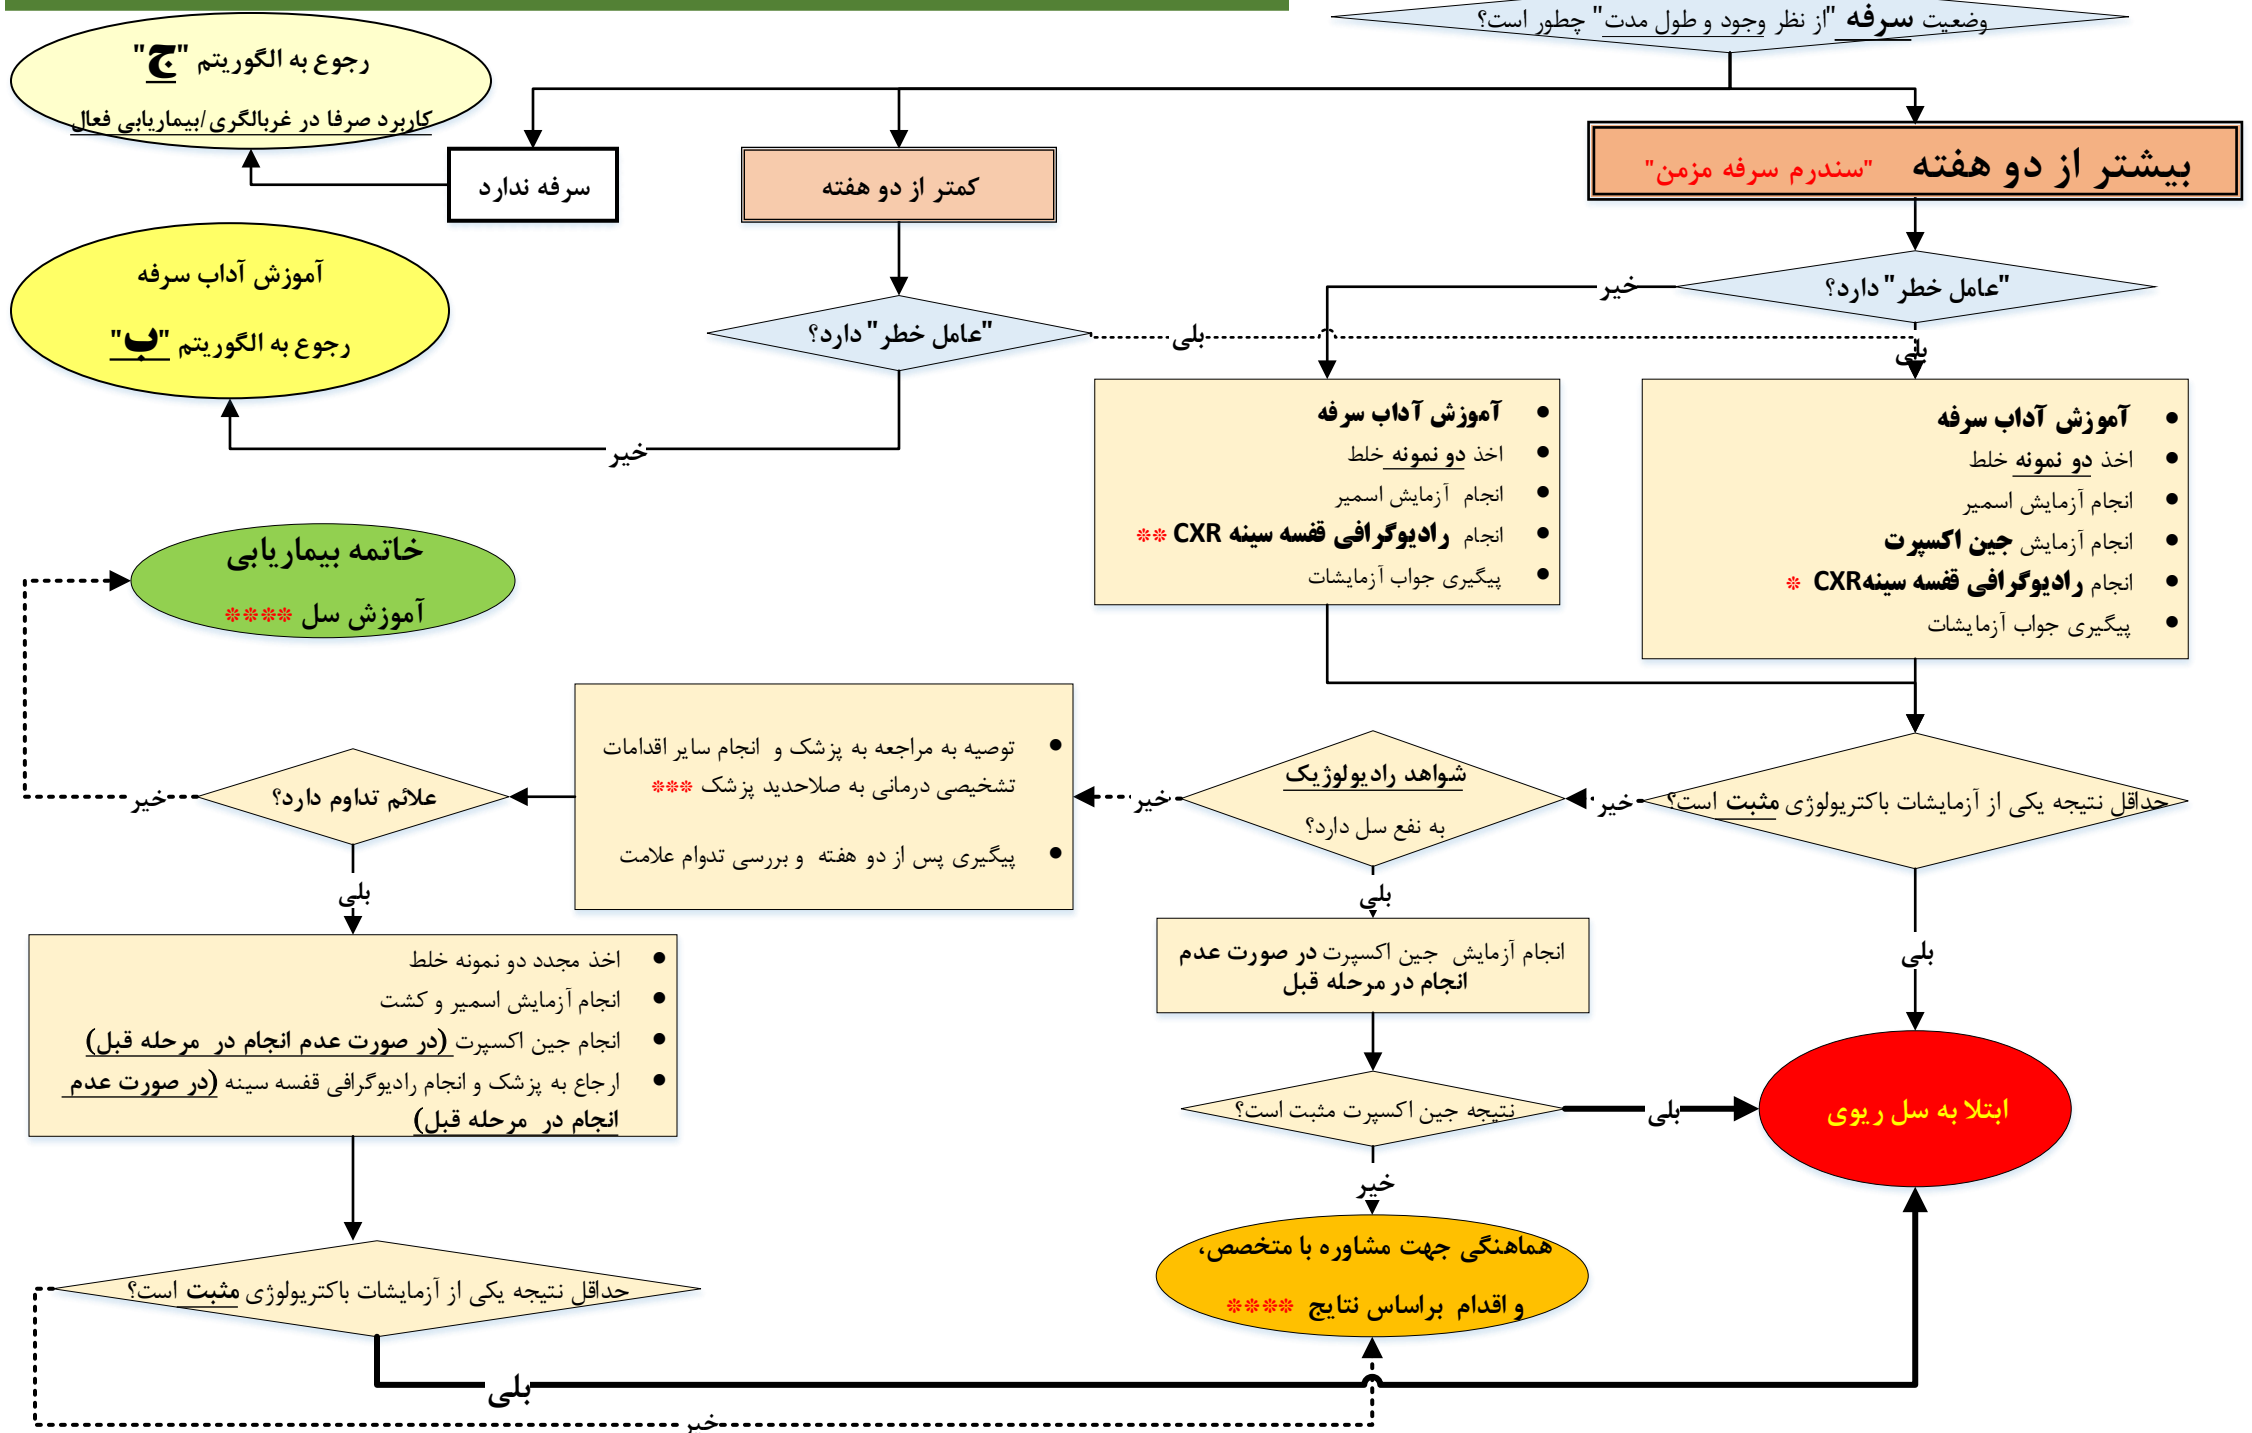 وضعیت سرفه "از نظر وجود و طول مدت" چطور است؟
بیشتر از دو هفته "سندرم سرفه مزمن"
کمتر از دو هفته
سرفه ندارد
رجوع به الگوریتم "ج"
کاربرد صرفا در غربالگری/بیماریابی فعال
"عامل خطر" دارد؟
خیر
بلی
"عامل خطر" دارد؟
بلی
خیر
آموزش آداب سرفه
رجوع به الگوریتم "ب"
● آموزش آداب سرفه
● اخذ دو نمونه خلط
● انجام آزمایش اسمیر
● انجام آزمایش جین اکسپرت
● انجام رادیوگرافی قفسه سینهCXR *
● پیگیری جواب آزمایشات
● آموزش آداب سرفه
● اخذ دو نمونه خلط
● انجام آزمایش اسمیر
● انجام رادیوگرافی قفسه سینه CXR **
● پیگیری جواب آزمایشات
خاتمه بیماریابی
آموزش سل ****
حداقل نتیجه یکی از آزمایشات باکتریولوژی مثبت است؟
خیر
بلی
شواهد رادیولوژیک
به نفع سل دارد؟
خیر
بلی
● توصیه به مراجعه به پزشک و انجام سایر اقدامات
تشخیصی درمانی به صلاحدید پزشک ***
● پیگیری پس از دو هفته و بررسی تدوام علامت
علائم تداوم دارد؟
خیر
بلی
انجام آزمایش جین اکسپرت در صورت عدم
انجام در مرحله قبل
● اخذ مجدد دو نمونه خلط
● انجام آزمایش اسمیر و کشت
● انجام جین اکسپرت (در صورت عدم انجام در مرحله قبل)
● ارجاع به پزشک و انجام رادیوگرافی قفسه سینه (در صورت عدم
انجام در مرحله قبل)
نتیجه جین اکسپرت مثبت است؟
بلی
خیر
ابتلا به سل ریوی
هماهنگی جهت مشاوره با متخصص،
و اقدام براساس نتایج ****
حداقل نتیجه یکی از آزمایشات باکتریولوژی مثبت است؟
بلی
خیر